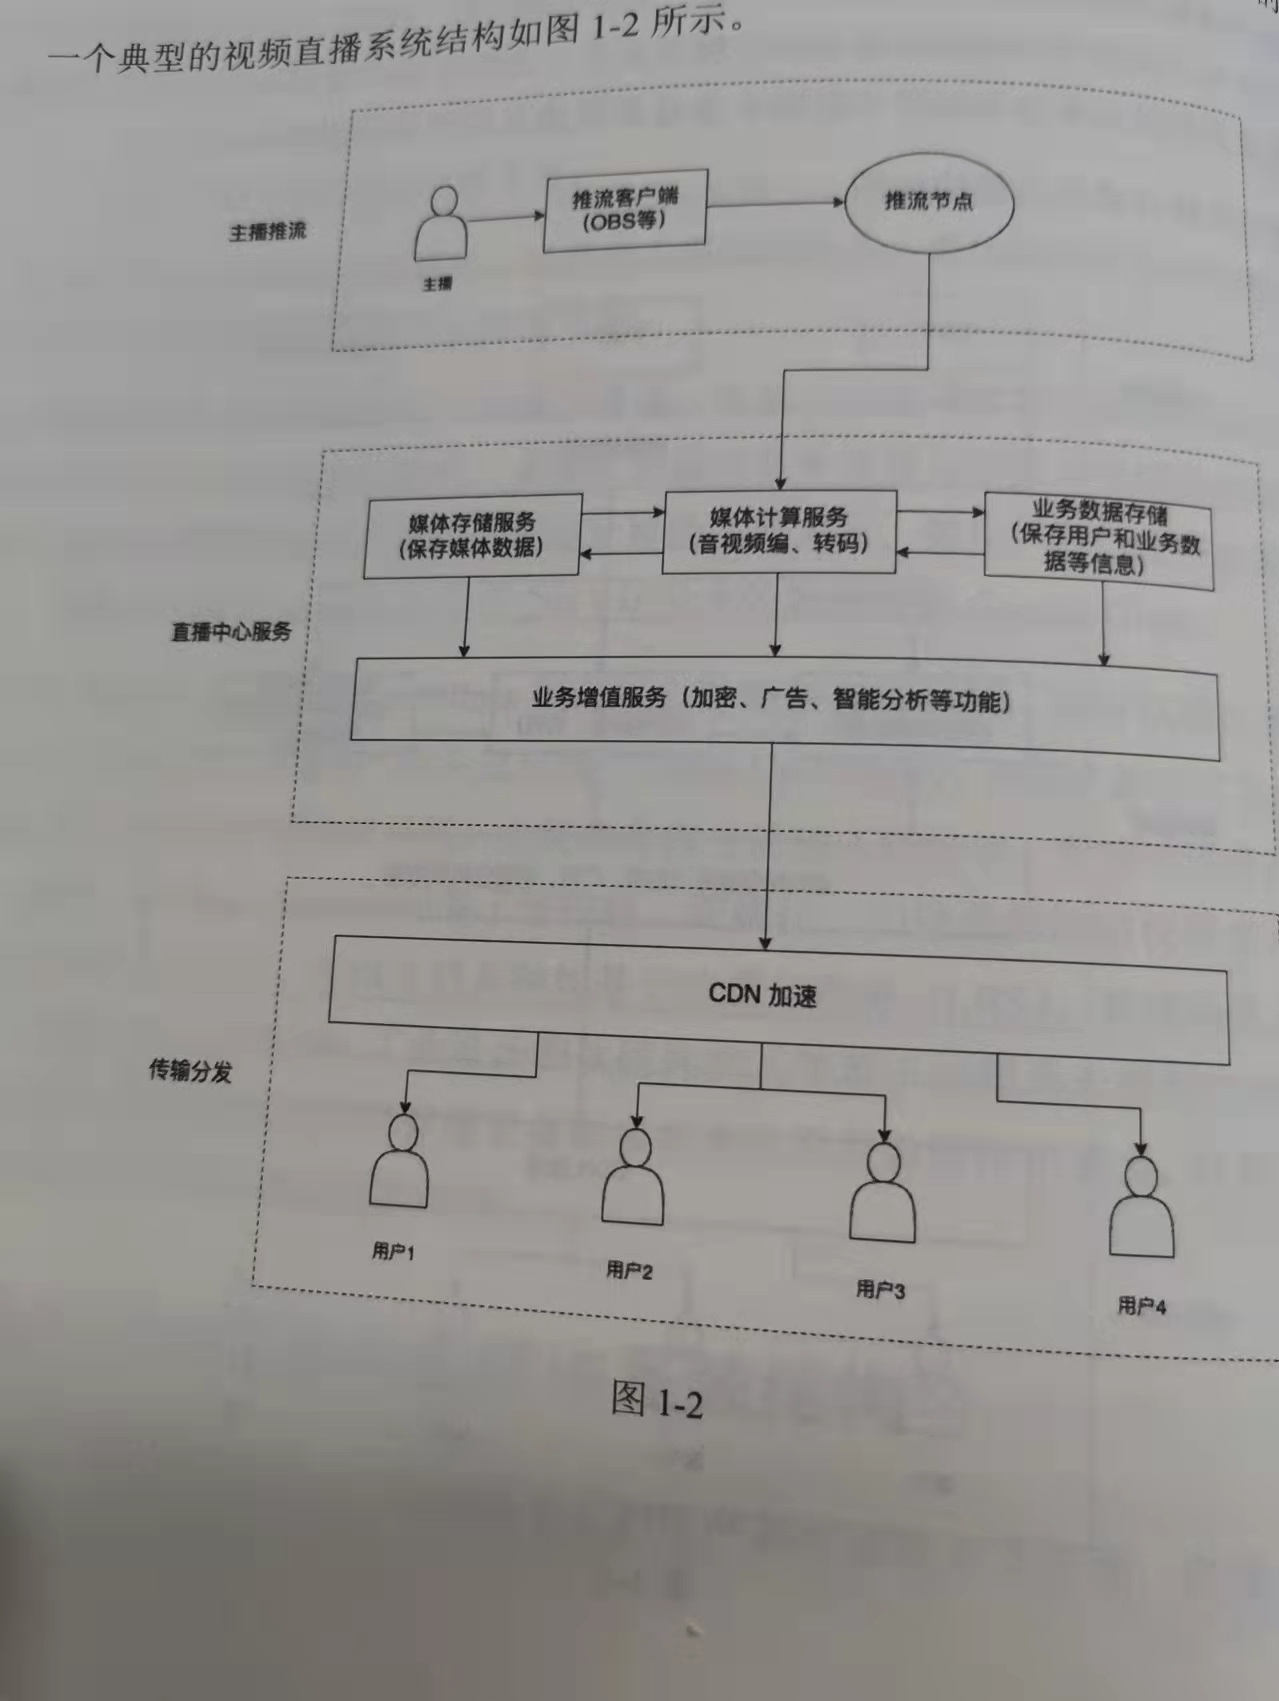 一个典型的视频直播系统结构如图 1-2 所示。
主播推流
主播
推流客户端
(OBS等)
推流节点
直播中心服务
媒体存储服务
(保存媒体数据)
媒体计算服务
(音视频编、转码)
业务数据存储
(保存用户和业务数
据等信息)
业务增值服务（加密、广告、智能分析等功能）
传输分发
CDN 加速
用户1
用户2
用户3
用户4
图 1-2